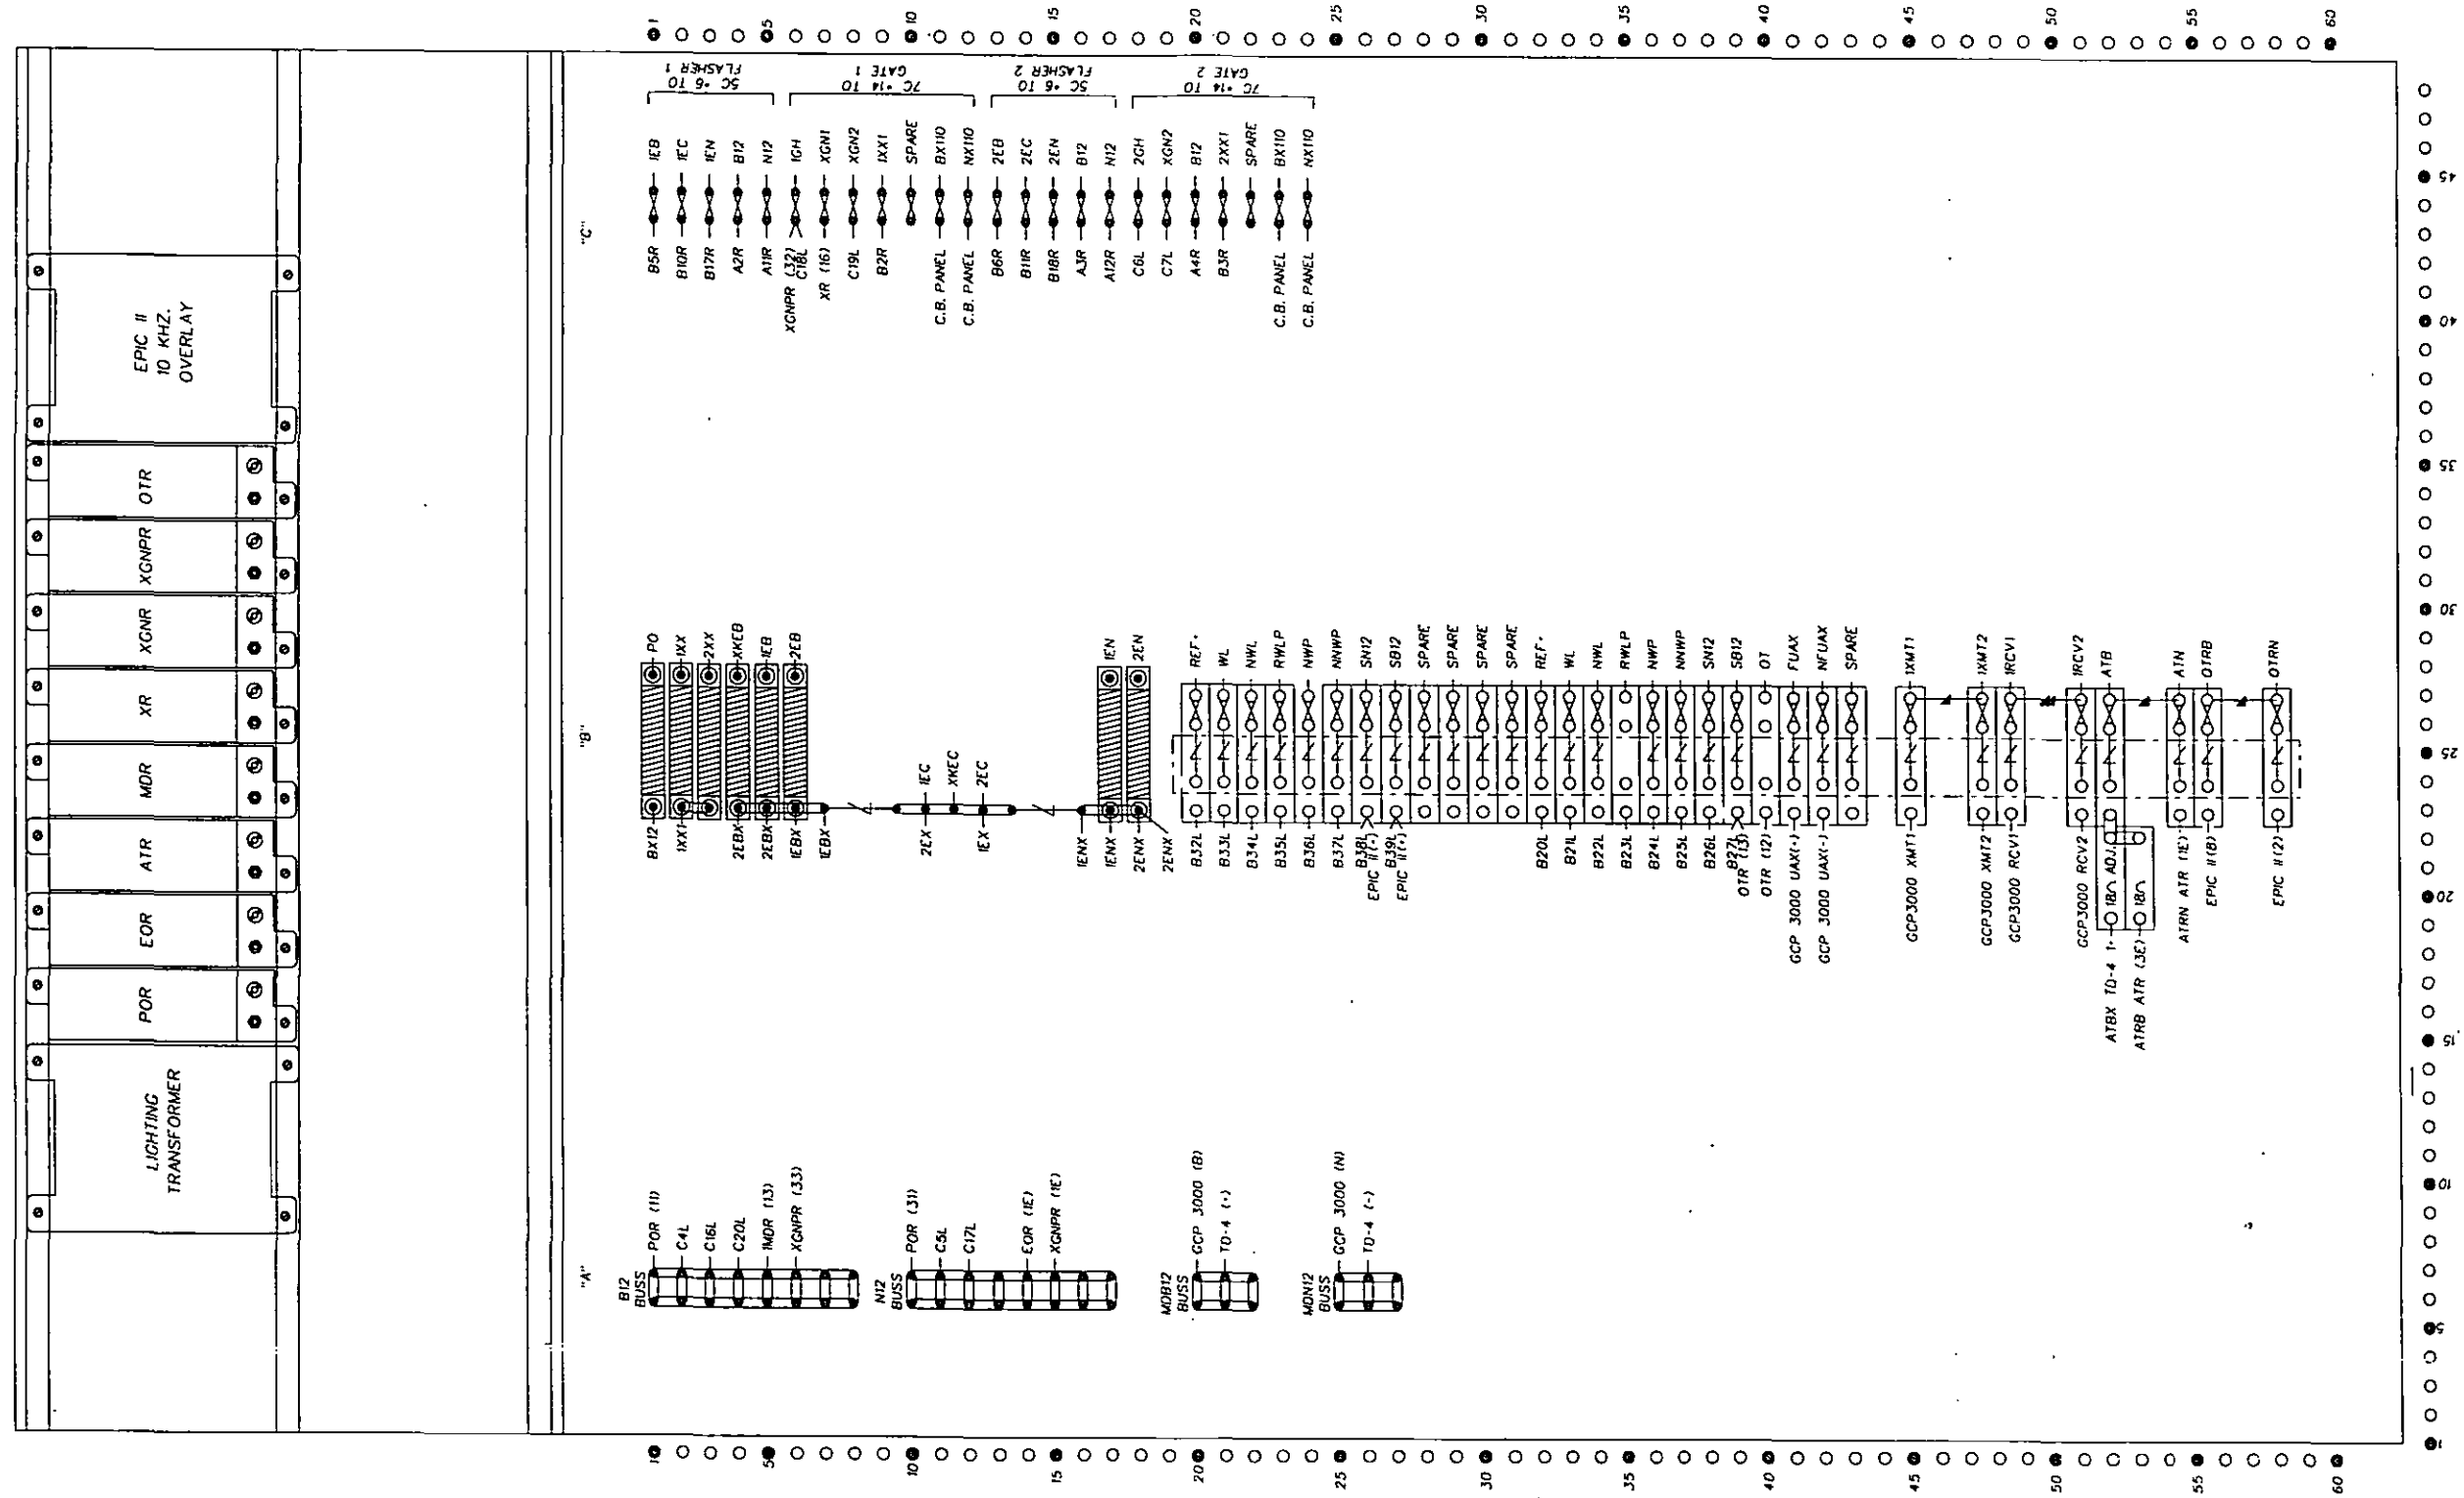 EPIC II
10 KHZ.
OVERLAY
OTR
XGNPR
XGNR
XR
MDR
ATR
EOR
POR
LIGHTING
TRANSFORMER
"C"
5C #6 TO
FLASHER 1
7C #14 TO
GATE 1
5C #6 TO
FLASHER 2
7C #14 TO
GATE 2
B5R 1EB
B10R 1EC
B17R 1EN
A2R B12
A11R N12
XGNPR (32) C18L 1GH
XR (16) XGN1
C19L XGN2
B2R 1XX1
SPARE
C.B. PANEL BX110
C.B. PANEL NX110
B6R 2EB
B11R 2EC
B18R 2EN
A3R B12
A12R N12
C6L 2GH
C7L XGN2
A4R B12
B3R 2XX1
SPARE
C.B. PANEL BX110
C.B. PANEL NX110
"B"
BX12 PO
1XX1 1XX
2XX
2EBX XKEB
2EBX 1EB
1EBX 2EB
1EBX
2EX 1EC
XKEC
1EX 2EC
1ENX
1ENX 1EN
2ENX 2EN
2ENX
B32L REF+
B33L WL
B34L NWL
B35L RWLP
B36L NWP
B37L NNWP
B38L EPIC II(-) SN12
B39L EPIC II(+) SB12
SPARE
SPARE
SPARE
SPARE
B20L REF+
B21L WL
B22L NWL
B23L RWLP
B24L NWP
B25L NNWP
B26L SN12
B27L OTR (13) SB12
OTR (12) OT
GCP 3000 UAX(+) FUAX
GCP 3000 UAX(-) NFUAX
SPARE
GCP3000 XMT1 1XMT1
GCP3000 XMT2 1XMT2
GCP3000 RCV1 1RCV1
GCP3000 RCV2 1RCV2
ATBX TD-4 1+ 18Ω ADJ. ATB
ATRB ATR (3E) 18Ω
ATRN ATR (1E) ATN
EPIC II(8) OTRB
EPIC II(2) OTRN
"A"
B12
BUSS
POR (11)
C4L
C16L
C20L
1MDR (13)
XGNPR (33)
N12
BUSS
POR (31)
C5L
C17L
EOR (1E)
XGNPR (1E)
MDB12
BUSS
GCP 3000 (B)
TD-4 (+)
MDN12
BUSS
GCP 3000 (N)
TD-4 (-)
1 5 10 15 20 25 30 35 40 45 50 55 60
45
40
35
30
25
20
15
10
5
1
1 5 10 15 20 25 30 35 40 45 50 55 60